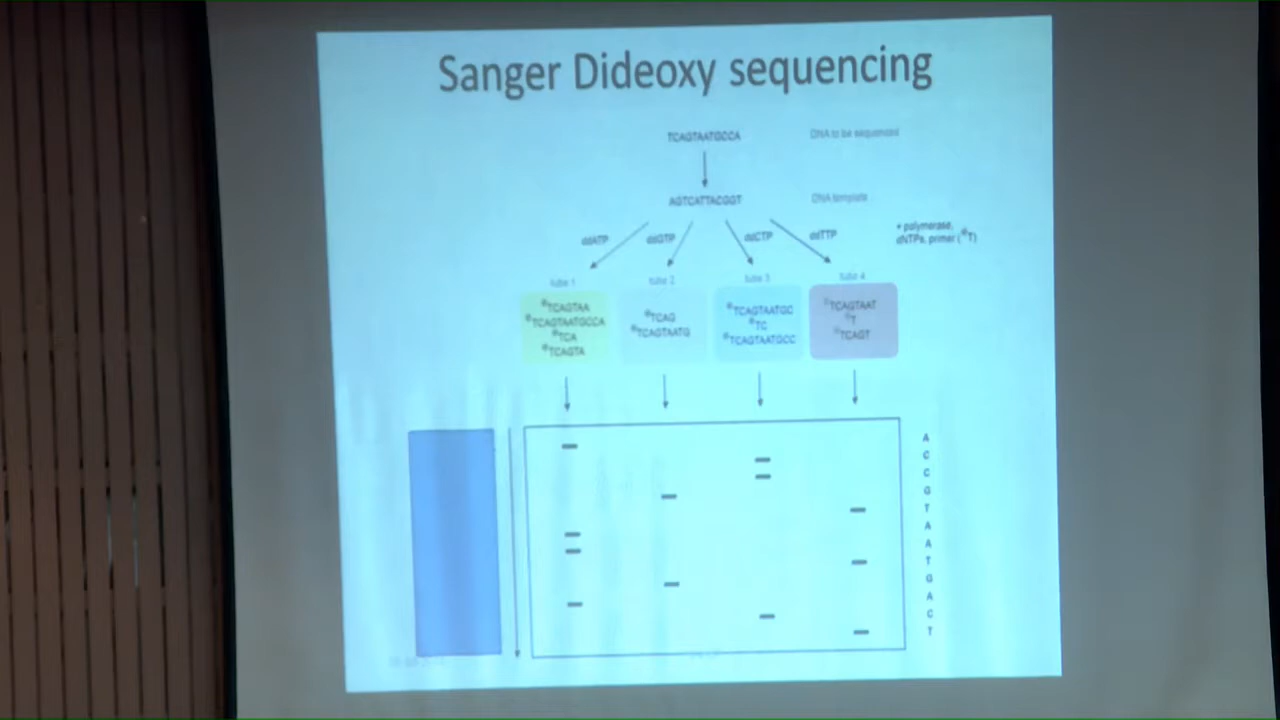 Sanger Dideoxy sequencing
TCAGTAATGCCA
DNA to be sequenced
AGTCATTACGGT
DNA template
ddATP
ddGTP
ddCTP
ddTTP
+ polymerase,
dNTPs, primer (*T)
tube 1
tube 2
tube 3
tube 4
*TCAGTAA
*TCAGTAATGCCA
*TCA
*TCAGTA
*TCAG
*TCAGTAATG
*TCAGTAATGC
*TC
*TCAGTAATGCC
*TCAGTAAT
*T
*TCAGT
A
C
C
G
T
A
A
T
G
A
C
T